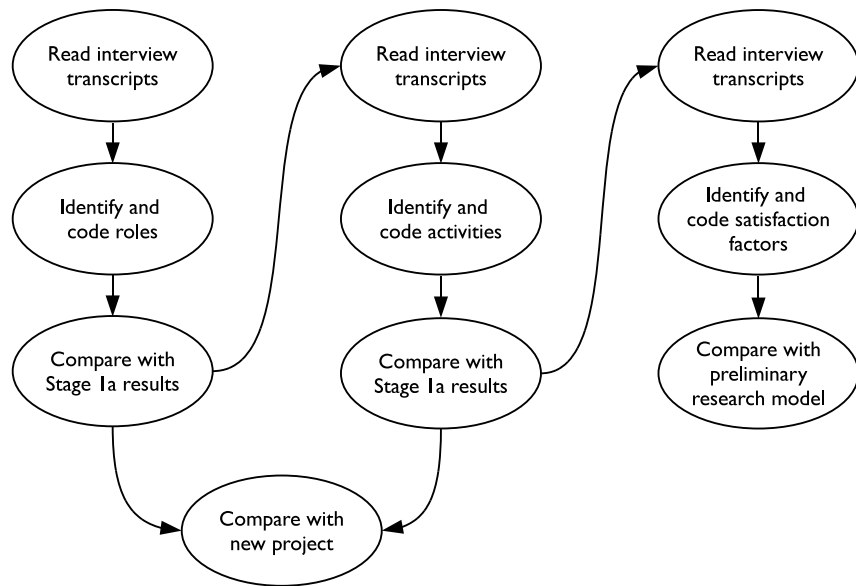 Read interview
transcripts
Identify and
code roles
Compare with
Stage 1a results
Read interview
transcripts
Identify and
code activities
Compare with
Stage 1a results
Compare with
new project
Read interview
transcripts
Identify and
code satisfaction
factors
Compare with
preliminary
research model